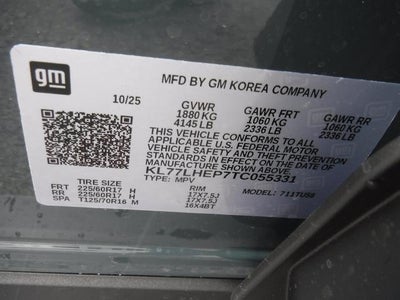 gm
MFD BY GM KOREA COMPANY
10/25 GVWR GAWR FRT GAWR RR
1880 KG 1060 KG 1060 KG
4145 LB 2336 LB 2336 LB
THIS VEHICLE CONFORMS TO ALL
APPLICABLE U.S. FEDERAL MOTOR
VEHICLE SAFETY AND THEFT PREVENTION
STANDARDS IN EFFECT ON THE DATE OF
MANUFACTURE SHOWN ABOVE.
KL77LHEP7TC055331
TYPE: MPV MODEL: 711TU58
TIRE SIZE RIM
FRT 225/60R17 H 17X7.5J
RR 225/60R17 H 17X7.5J
SPA T125/70R16 M 16X4BT